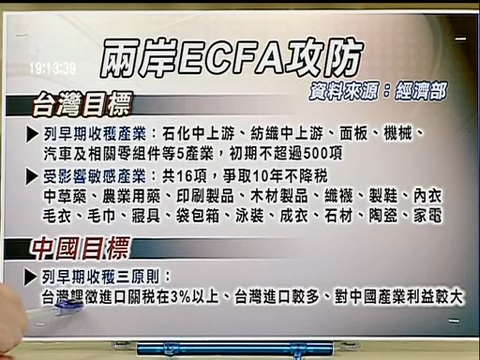 19:13:39
兩岸ECFA攻防
資料來源：經濟部
台灣目標
▶列早期收穫產業：石化中上游、紡織中上游、面板、機械、
汽車及相關零組件等5產業，初期不超過500項
▶受影響敏感產業：共16項，爭取10年不降稅
中草藥、農業用藥、印刷製品、木材製品、織襪、製鞋、內衣
毛衣、毛巾、寢具、袋包箱、泳裝、成衣、石材、陶瓷、家電
中國目標
▶列早期收穫三原則：
台灣課徵進口關稅在3%以上、台灣進口較多、對中國產業利益較大